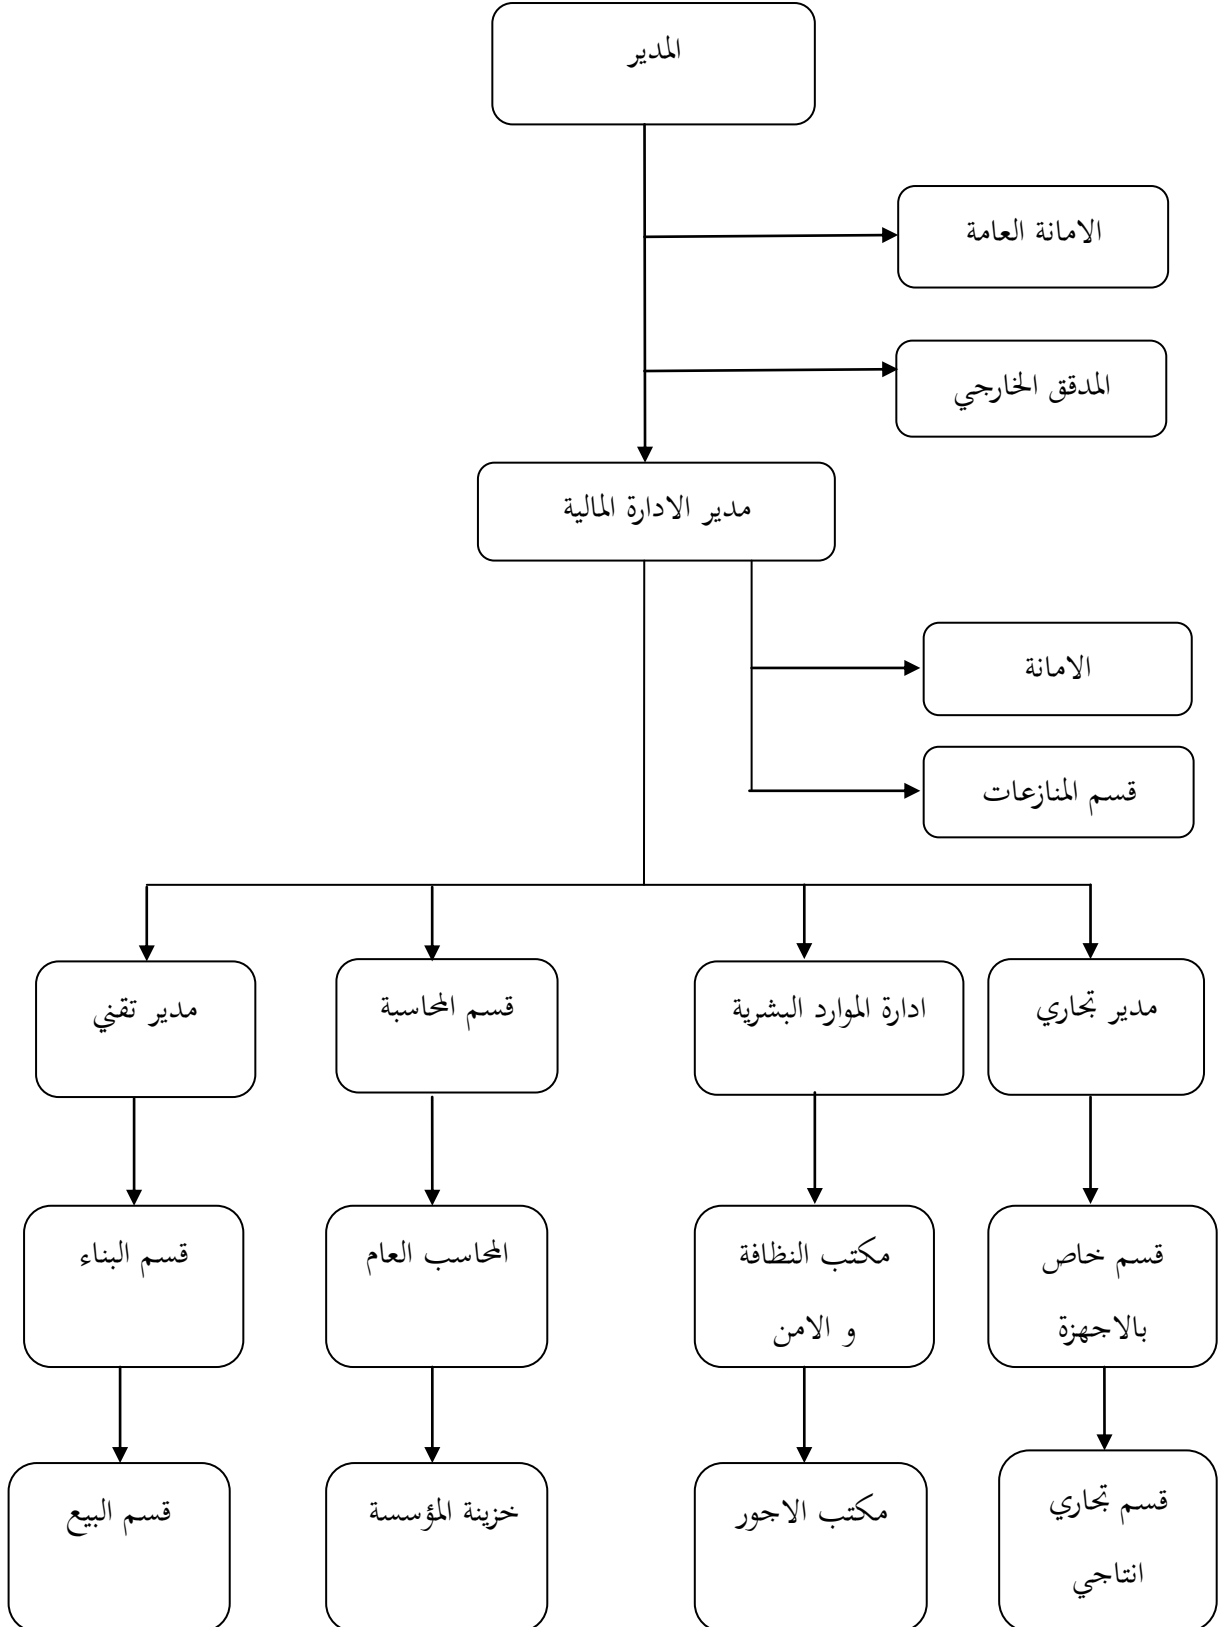 المدير
الامانة العامة
المدقق الخارجي
مدير الادارة المالية
الامانة
قسم المنازعات
مدير تجاري
ادارة الموارد البشرية
قسم المحاسبة
مدير تقني
قسم خاص
بالاجهزة
مكتب النظافة
و الامن
المحاسب العام
قسم البناء
قسم تجاري
انتاجي
مكتب الاجور
خزينة المؤسسة
قسم البيع